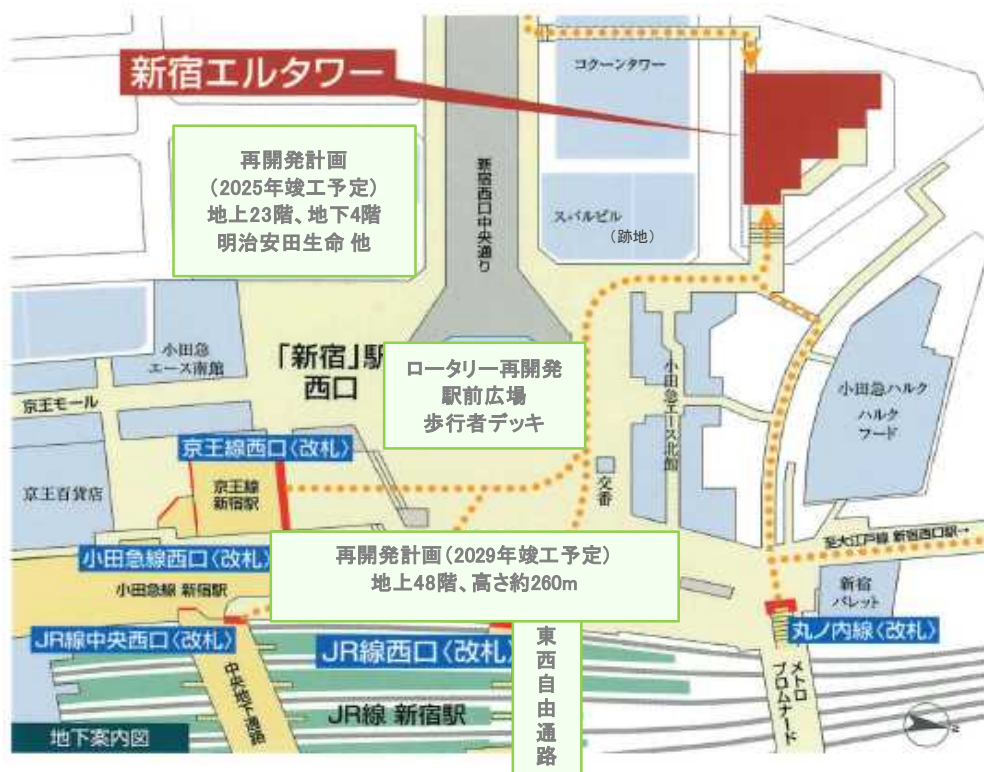 コクーンタワー
新宿エルタワー
再開発計画
(2025年竣工予定)
地上23階、地下4階
明治安田生命 他
新宿西口中央通り
スバルビル
(跡地)
小田急
エース南館
「新宿」駅
西口
ロータリー再開発
駅前広場
歩行者デッキ
小田急エース北館
小田急ハルク
ハルク
フード
京王モール
京王線西口〈改札〉
京王百貨店
京王線
新宿駅
交番
小田急線西口〈改札〉
小田急線 新宿駅
再開発計画(2029年竣工予定)
地上48階、高さ約260m
至大江戸線 新宿西口駅→
新宿
パレット
JR線中央西口〈改札〉
JR線西口〈改札〉
丸ノ内線〈改札〉
東西自由通路
中央地下通路
メトロ
プロムナード
JR線 新宿駅
地下案内図
N